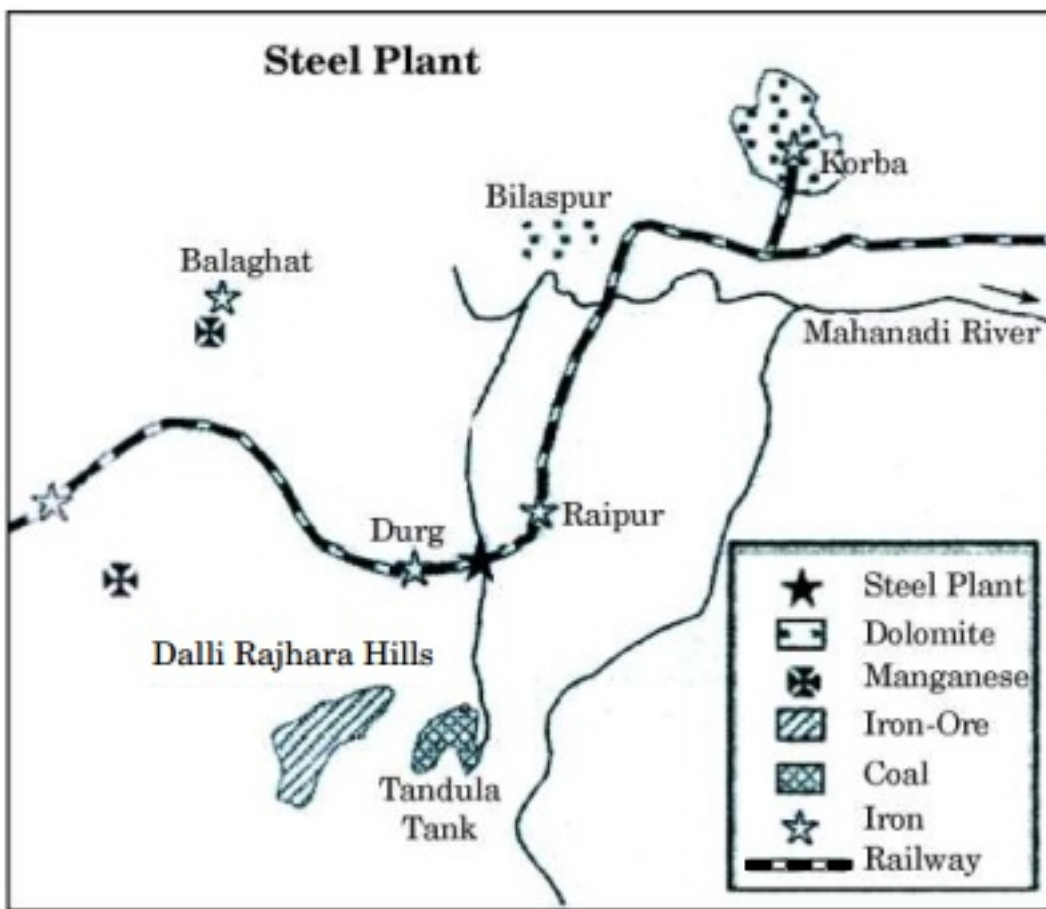 Steel Plant
Korba
Bilaspur
Balaghat
Mahanadi River
Raipur
Durg
Dalli Rajhara Hills
Tandula
Tank
Steel Plant
Dolomite
Manganese
Iron-Ore
Coal
Iron
Railway